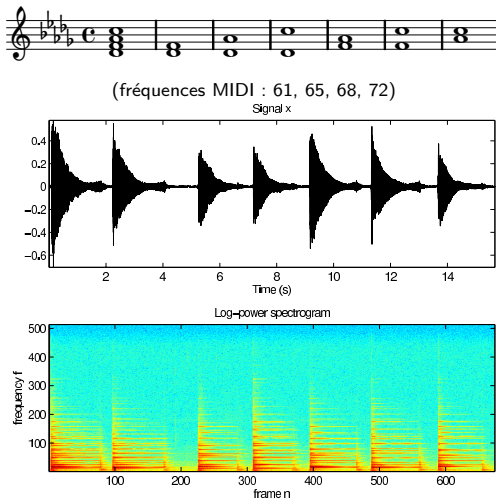 (fréquences MIDI : 61, 65, 68, 72)
Signal x
0.4
0.2
0
−0.2
−0.4
−0.6
2 4 6 8 10 12 14
Time (s)
Log−power spectrogram
500
400
300
200
100
frequency f
100 200 300 400 500 600
frame n